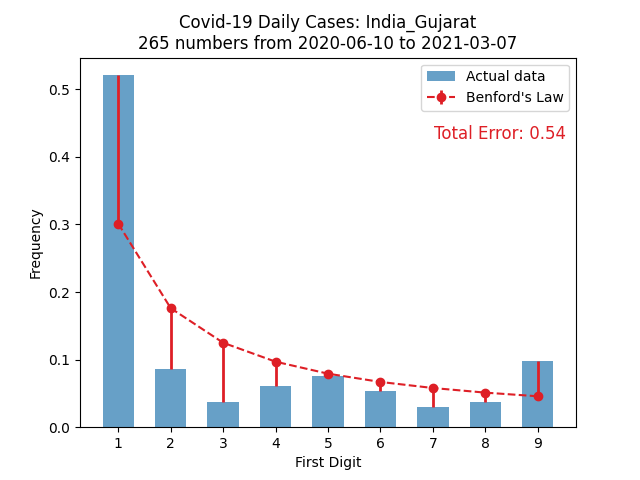 Covid-19 Daily Cases: India_Gujarat
265 numbers from 2020-06-10 to 2021-03-07
Actual data
Benford's Law
Total Error: 0.54
Frequency
0.5
0.4
0.3
0.2
0.1
0.0
1 2 3 4 5 6 7 8 9
First Digit